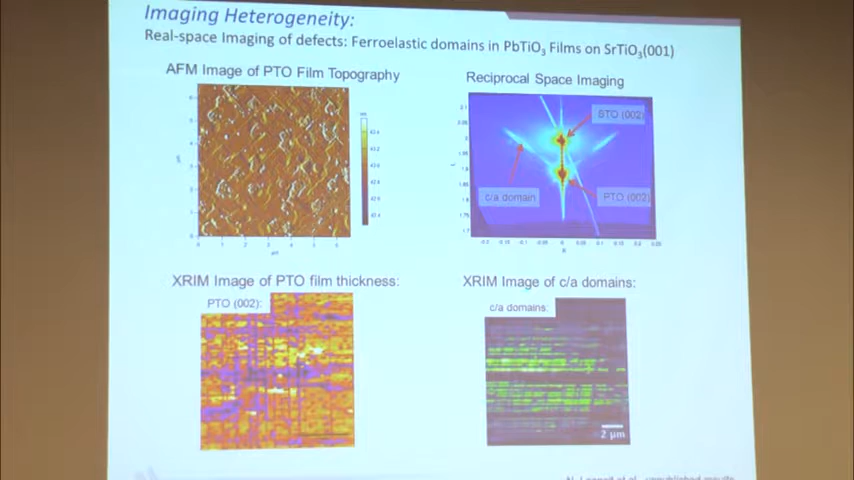 Imaging Heterogeneity:
Real-space Imaging of defects: Ferroelastic domains in PbTiO₃ Films on SrTiO₃(001)
AFM Image of PTO Film Topography
Reciprocal Space Imaging
STO (002)
c/a domain
PTO (002)
XRIM Image of PTO film thickness:
XRIM Image of c/a domains:
PTO (002):
c/a domains:
2 μm